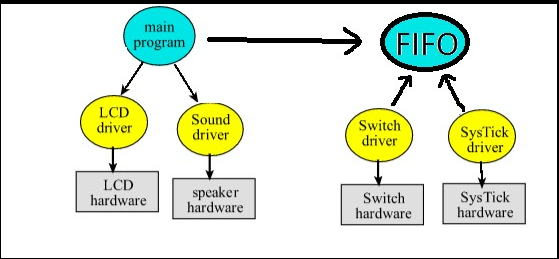 main
program
FIFO
LCD
driver
Sound
driver
Switch
driver
SysTick
driver
LCD
hardware
speaker
hardware
Switch
hardware
SysTick
hardware